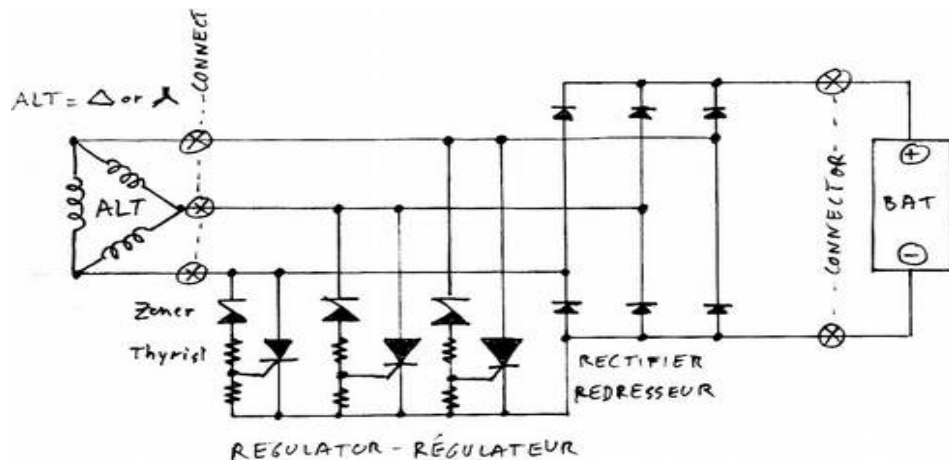 CONNECT
ALT = △ or ⅄
ALT
Zener
Thyrist
REGULATOR - RÉGULATEUR
RECTIFIER
REDRESSEUR
CONNECTOR
+
BAT
-